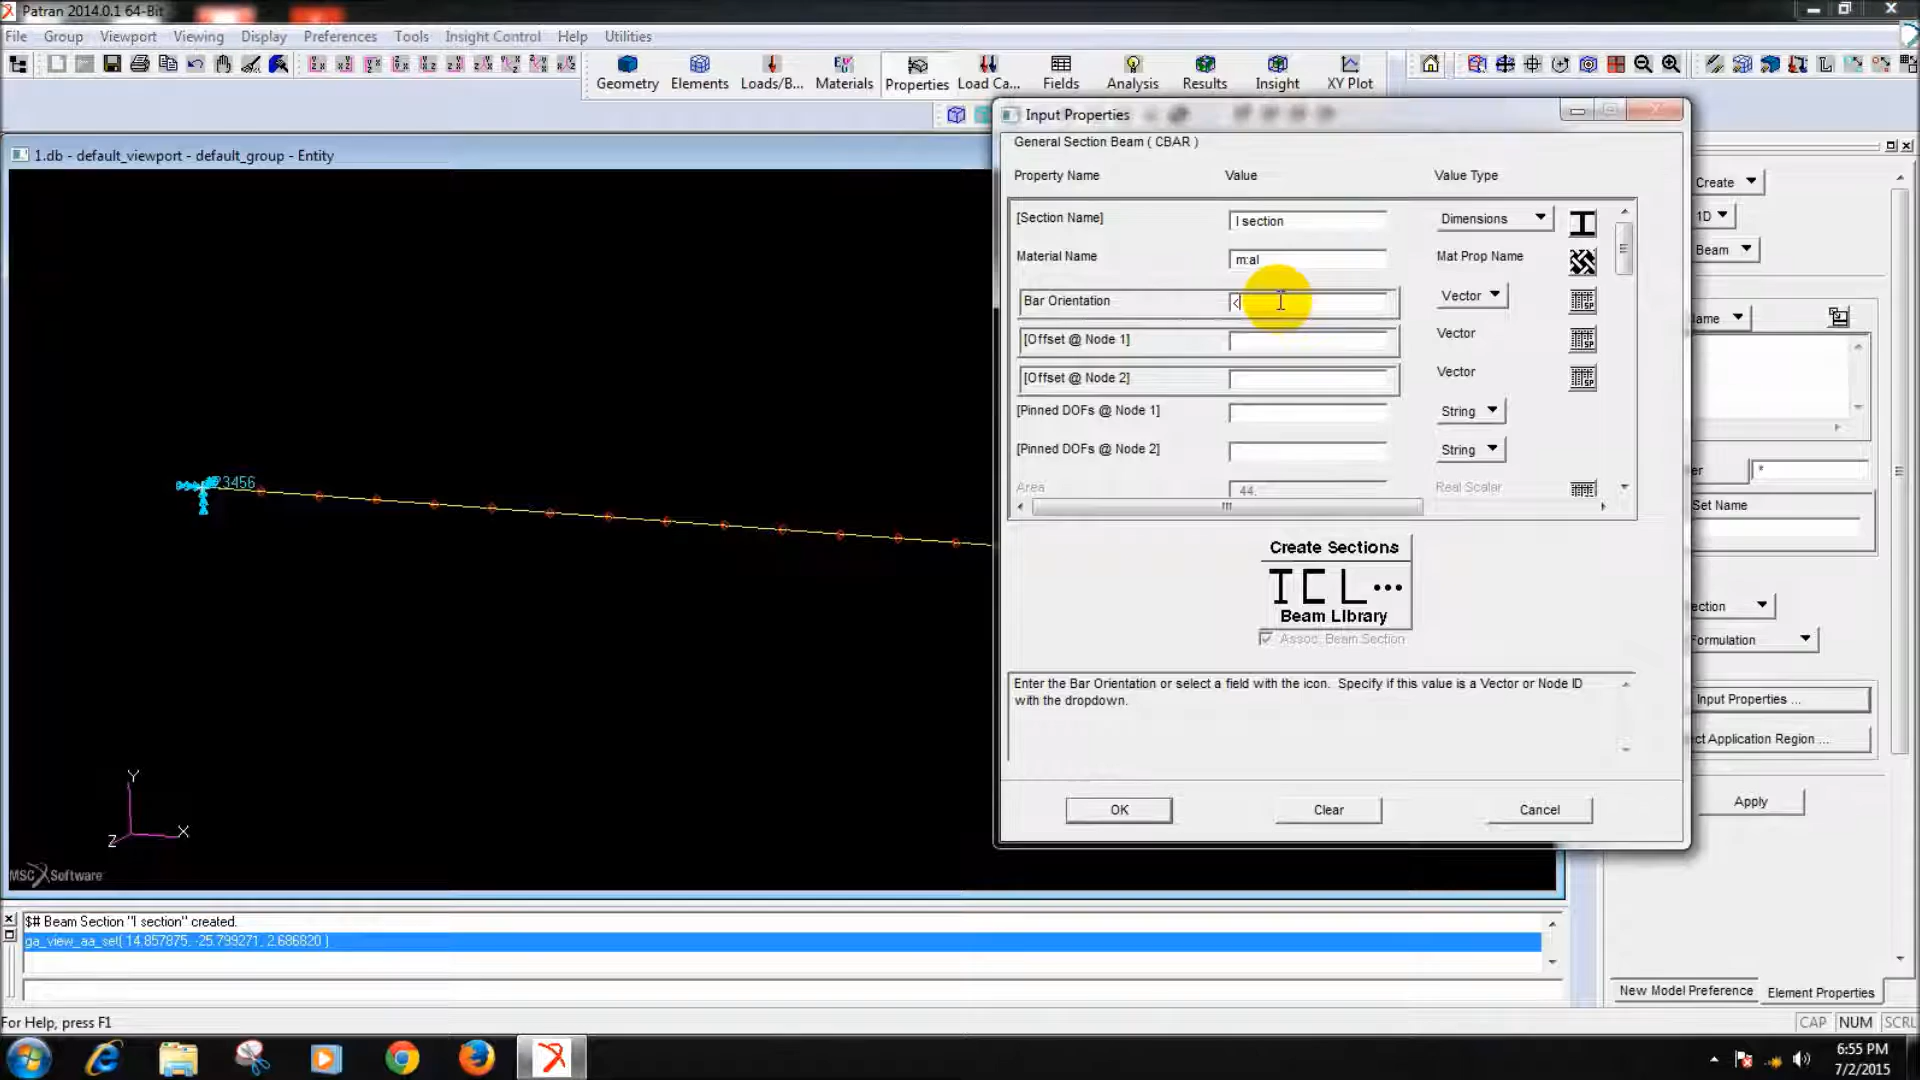 Patran 2014.0.1 64-Bit
File Group Viewport Viewing Display Preferences Tools Insight Control Help Utilities
Geometry Elements Loads/B... Materials Properties Load Ca... Fields Analysis Results Insight XY Plot
1.db - default_viewport - default_group - Entity
Input Properties
General Section Beam ( CBAR )
Property Name Value Value Type
[Section Name] I section Dimensions
Material Name m:al Mat Prop Name
Bar Orientation < Vector
[Offset @ Node 1] Vector
[Offset @ Node 2] Vector
[Pinned DOFs @ Node 1] String
[Pinned DOFs @ Node 2] String
Area 44. Real Scalar
Create Sections
Beam Library
Assoc. Beam Section
Enter the Bar Orientation or select a field with the icon. Specify if this value is a Vector or Node ID
with the dropdown.
OK Clear Cancel
Create
1D
Beam
ame
er *
Set Name
ection
Formulation
Input Properties ...
ct Application Region ...
Apply
New Model Preference Element Properties
3456
Y
X
Z
MSC Software
$# Beam Section "I section" created.
ga_view_aa_set( 14.857875, -25.799271, 2.686820 )
For Help, press F1
CAP NUM SCRL
6:55 PM
7/2/2015